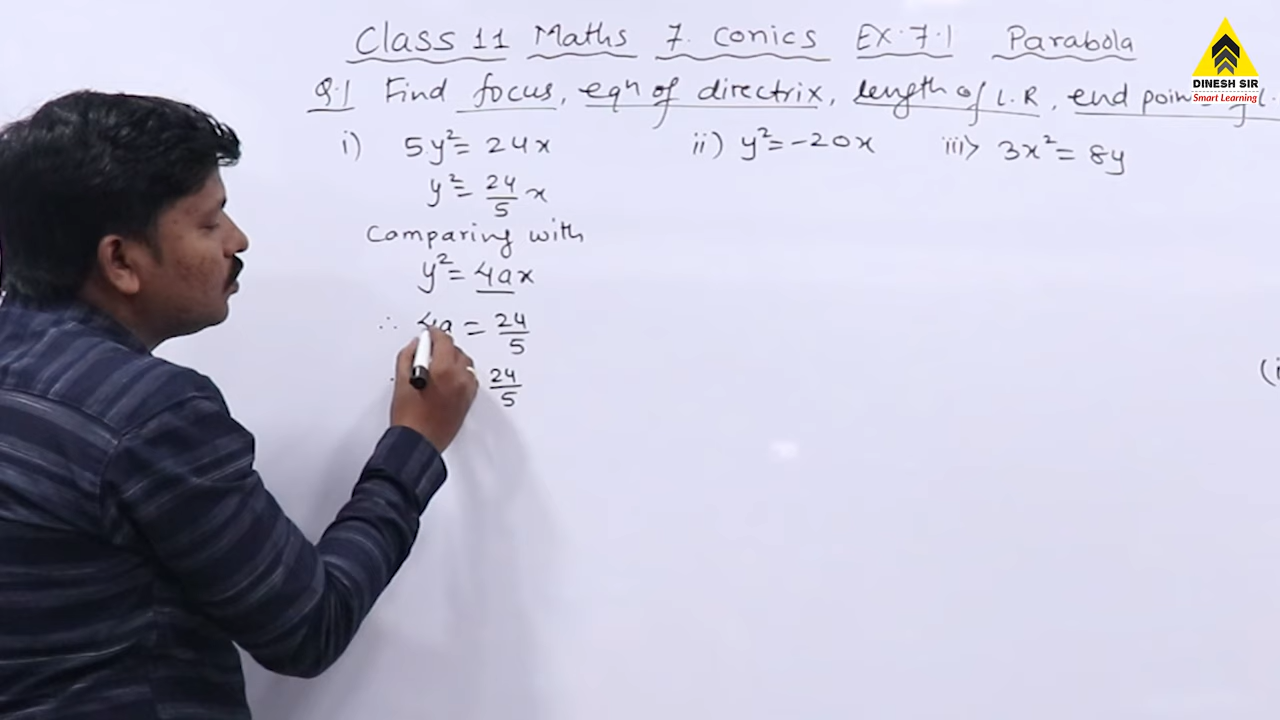 Class 11 Maths 7. Conics Ex. 7.1 Parabola
DINESH SIR
Smart Learning
Q.1 Find focus, eqn of directrix, length of L.R, end poin
i) 5y² = 24x ii) y² = -20x iii) 3x² = 8y
y² = 24/5 x
Comparing with
y² = 4ax
∴ 4a = 24/5
24/5